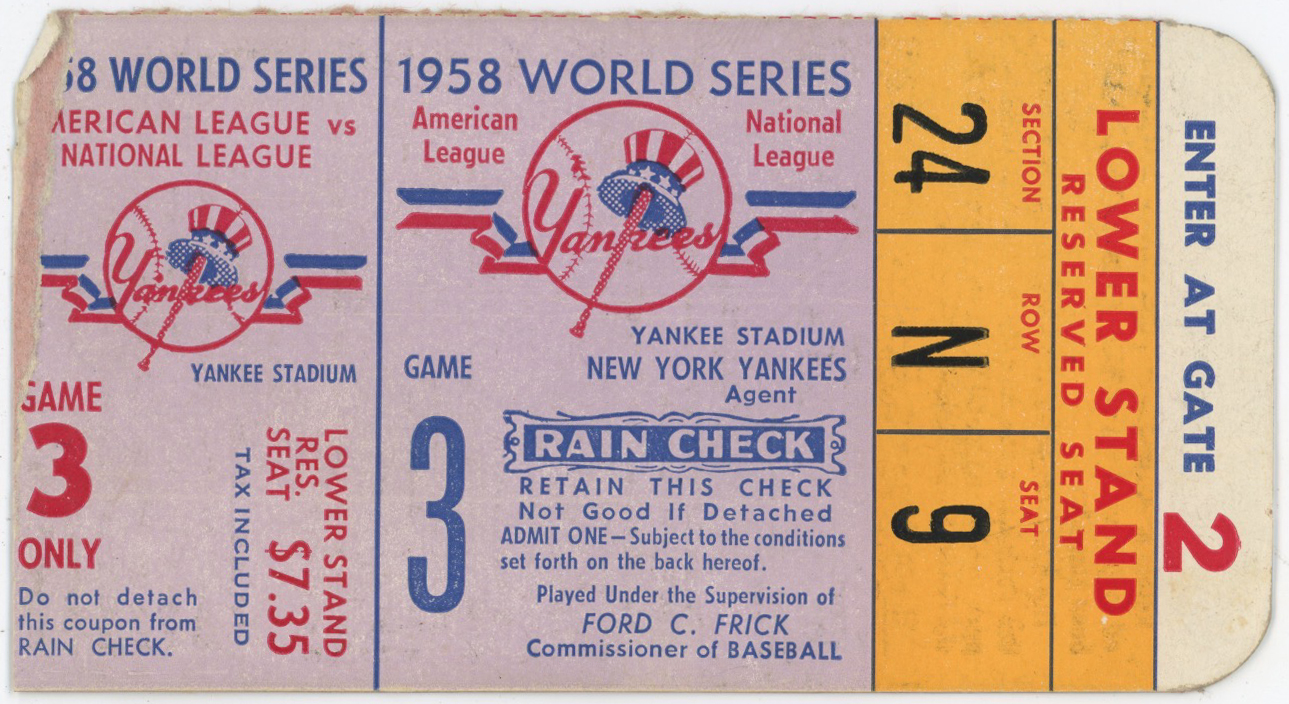 58 WORLD SERIES
AMERICAN LEAGUE vs
NATIONAL LEAGUE
Yankees
YANKEE STADIUM
GAME
3
ONLY
Do not detach
this coupon from
RAIN CHECK.
LOWER STAND
RES.
SEAT $7.35
TAX INCLUDED
1958 WORLD SERIES
American
League
National
League
Yankees
YANKEE STADIUM
NEW YORK YANKEES
Agent
GAME
3
RAIN CHECK
RETAIN THIS CHECK
Not Good If Detached
ADMIT ONE—Subject to the conditions
set forth on the back hereof.
Played Under the Supervision of
FORD C. FRICK
Commissioner of BASEBALL
SECTION
24
ROW
N
SEAT
9
LOWER STAND
RESERVED SEAT
ENTER AT GATE 2